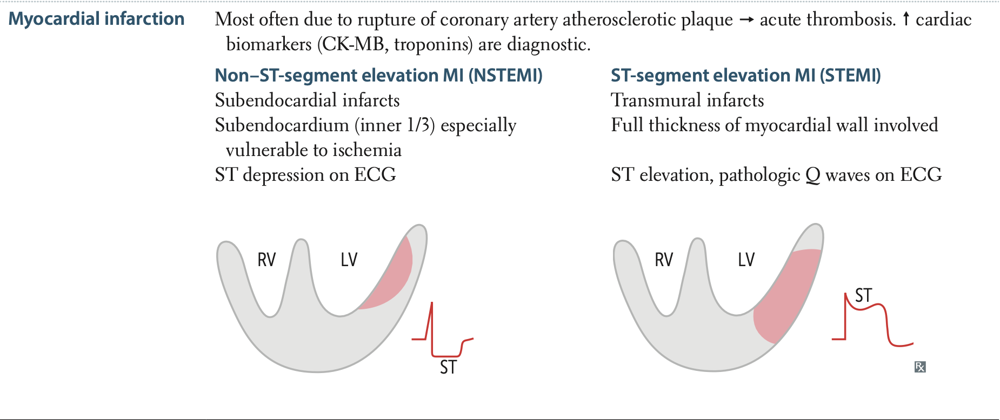 Myocardial infarction
Most often due to rupture of coronary artery atherosclerotic plaque → acute thrombosis. ↑ cardiac
biomarkers (CK-MB, troponins) are diagnostic.
Non–ST-segment elevation MI (NSTEMI)
Subendocardial infarcts
Subendocardium (inner 1/3) especially
vulnerable to ischemia
ST depression on ECG
ST-segment elevation MI (STEMI)
Transmural infarcts
Full thickness of myocardial wall involved
ST elevation, pathologic Q waves on ECG
RV
LV
ST
RV
LV
ST
Rx